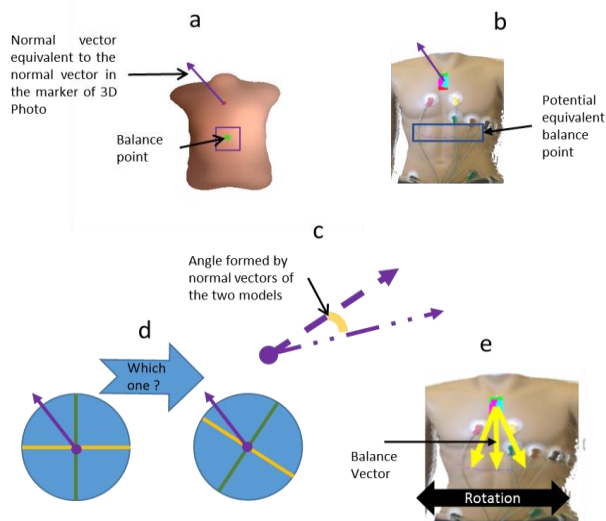 a
Normal vector
equivalent to the
normal vector in
the marker of 3D
Photo
Balance
point
b
Potential
equivalent
balance
point
c
Angle formed by
normal vectors of
the two models
d
Which
one ?
e
Balance
Vector
Rotation